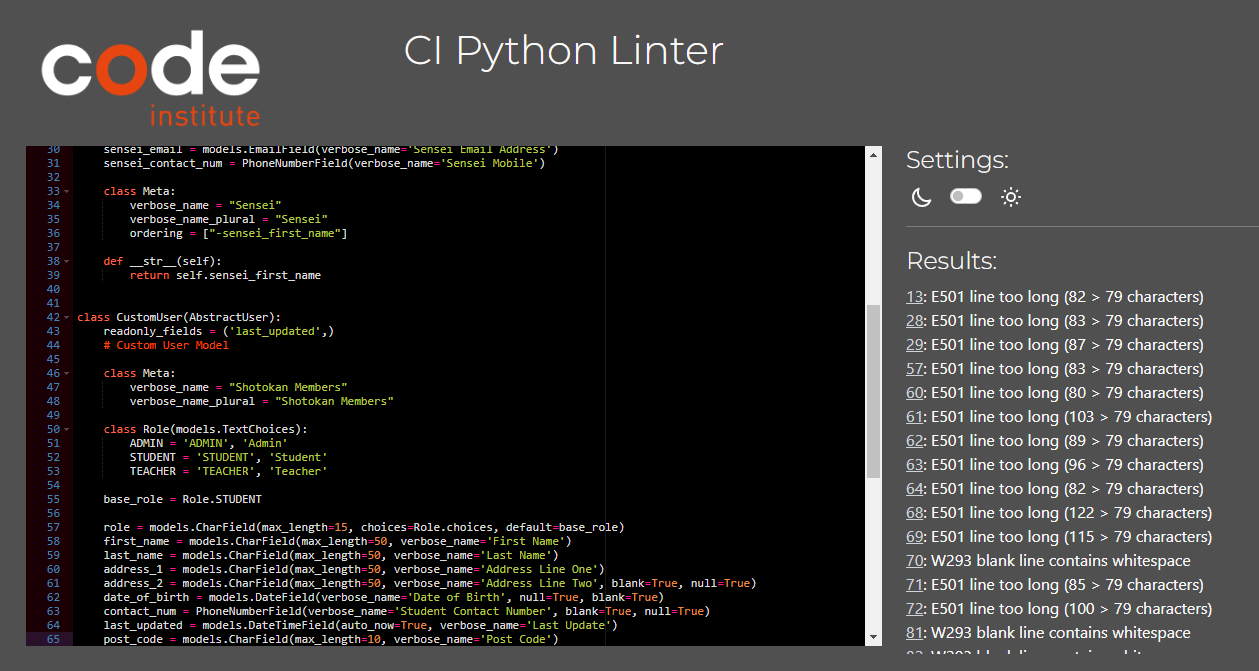 code
institute
CI Python Linter
30 sensei_email = models.EmailField(verbose_name='Sensei Email Address')
31 sensei_contact_num = PhoneNumberField(verbose_name='Sensei Mobile')
32
33 class Meta:
34 verbose_name = "Sensei"
35 verbose_name_plural = "Sensei"
36 ordering = ["-sensei_first_name"]
37
38 def __str__(self):
39 return self.sensei_first_name
40
41
42 class CustomUser(AbstractUser):
43 readonly_fields = ('last_updated',)
44 # Custom User Model
45
46 class Meta:
47 verbose_name = "Shotokan Members"
48 verbose_name_plural = "Shotokan Members"
49
50 class Role(models.TextChoices):
51 ADMIN = 'ADMIN', 'Admin'
52 STUDENT = 'STUDENT', 'Student'
53 TEACHER = 'TEACHER', 'Teacher'
54
55 base_role = Role.STUDENT
56
57 role = models.CharField(max_length=15, choices=Role.choices, default=base_role)
58 first_name = models.CharField(max_length=50, verbose_name='First Name')
59 last_name = models.CharField(max_length=50, verbose_name='Last Name')
60 address_1 = models.CharField(max_length=50, verbose_name='Address Line One')
61 address_2 = models.CharField(max_length=50, verbose_name='Address Line Two', blank=True, null=True)
62 date_of_birth = models.DateField(verbose_name='Date of Birth', null=True, blank=True)
63 contact_num = PhoneNumberField(verbose_name='Student Contact Number', blank=True, null=True)
64 last_updated = models.DateTimeField(auto_now=True, verbose_name='Last Update')
65 post_code = models.CharField(max_length=10, verbose_name='Post Code')
Settings:
Results:
13: E501 line too long (82 > 79 characters)
28: E501 line too long (83 > 79 characters)
29: E501 line too long (87 > 79 characters)
57: E501 line too long (83 > 79 characters)
60: E501 line too long (80 > 79 characters)
61: E501 line too long (103 > 79 characters)
62: E501 line too long (89 > 79 characters)
63: E501 line too long (96 > 79 characters)
64: E501 line too long (82 > 79 characters)
68: E501 line too long (122 > 79 characters)
69: E501 line too long (115 > 79 characters)
70: W293 blank line contains whitespace
71: E501 line too long (85 > 79 characters)
72: E501 line too long (100 > 79 characters)
81: W293 blank line contains whitespace